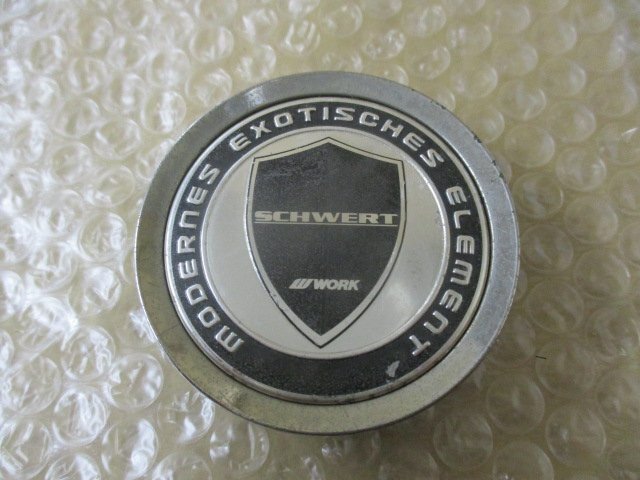 MODERNES EXOTISCHES ELEMENT
SCHWERT
WORK